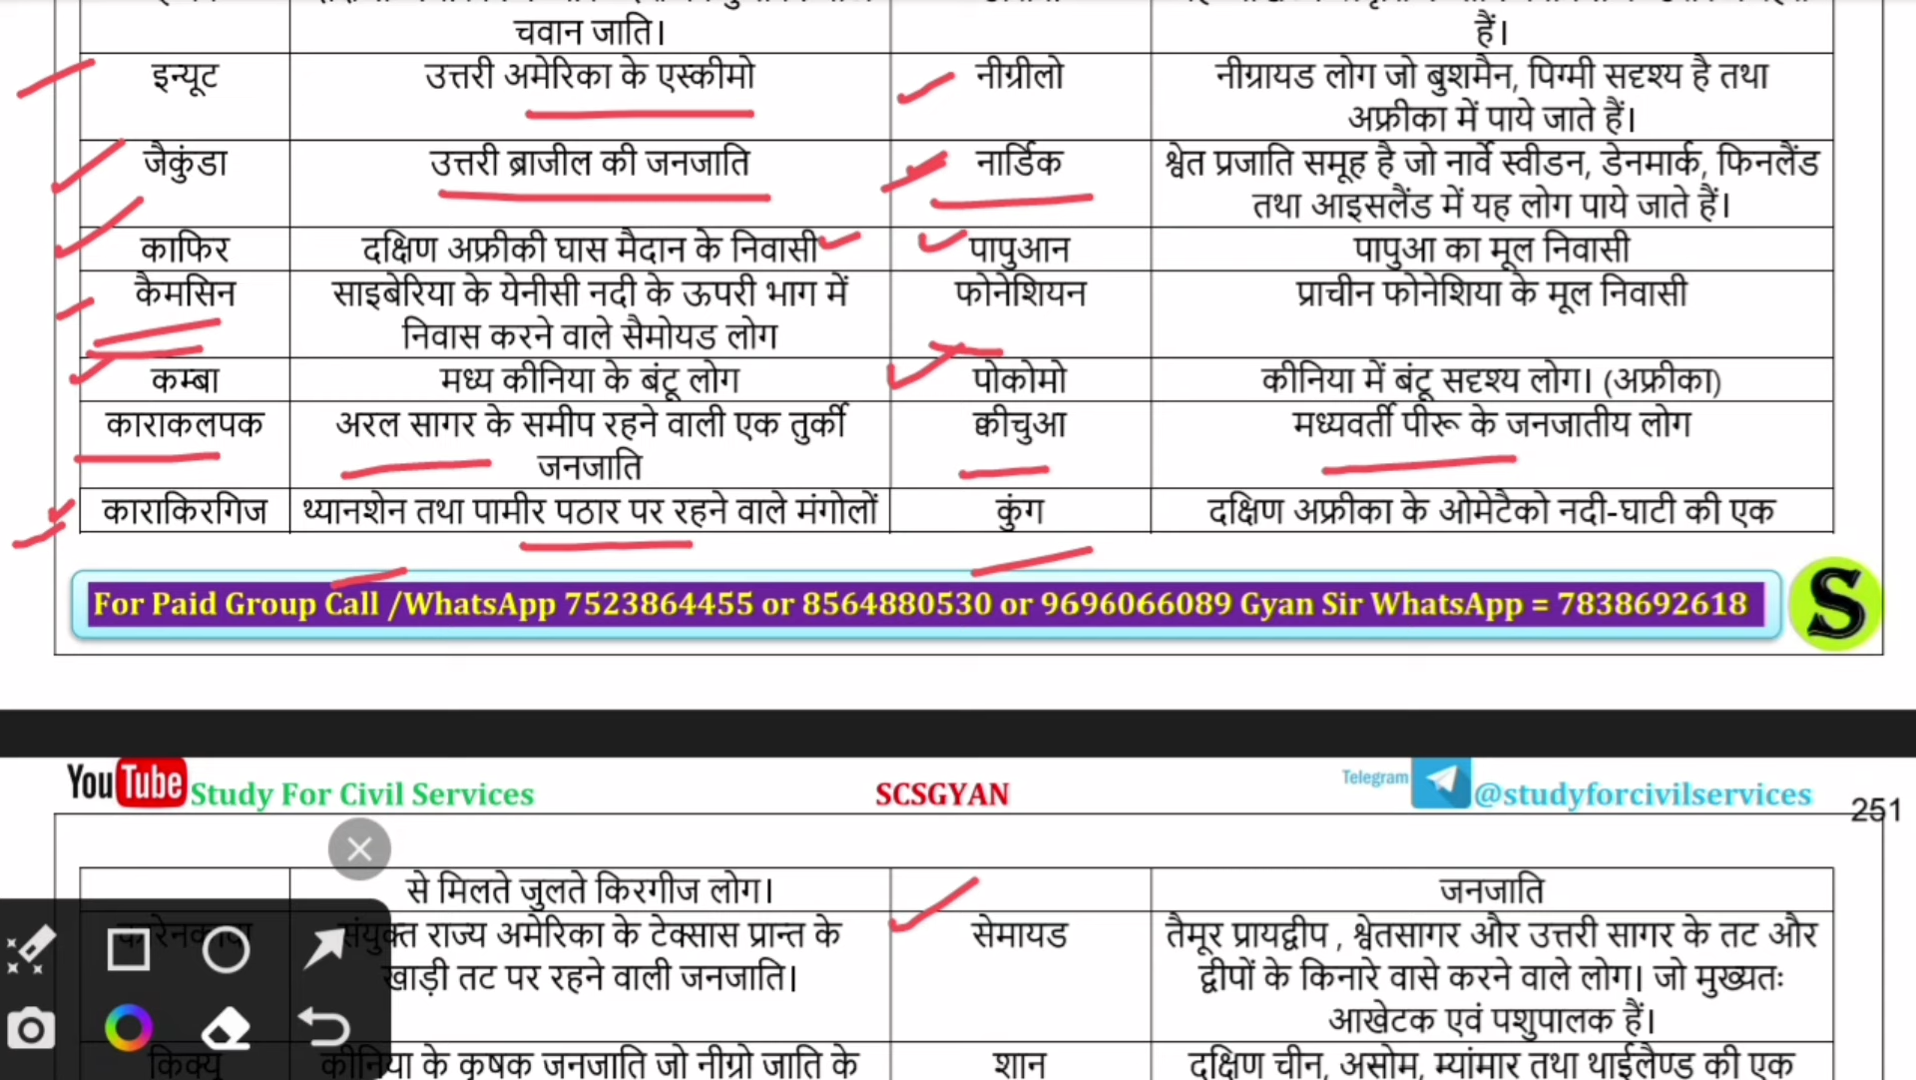 चवान जाति।
हैं।
इन्यूट
उत्तरी अमेरिका के एस्कीमो
नीग्रीलो
नीग्रायड लोग जो बुशमैन, पिग्मी सदृश्य है तथा
अफ्रीका में पाये जाते हैं।
जैकुंडा
उत्तरी ब्राजील की जनजाति
नार्डिक
श्वेत प्रजाति समूह है जो नार्वे स्वीडन, डेनमार्क, फिनलैंड
तथा आइसलैंड में यह लोग पाये जाते हैं।
काफिर
दक्षिण अफ्रीकी घास मैदान के निवासी
पापुआन
पापुआ का मूल निवासी
कैमसिन
साइबेरिया के येनीसी नदी के ऊपरी भाग में
निवास करने वाले सैमोयड लोग
फोनेशियन
प्राचीन फोनेशिया के मूल निवासी
कम्बा
मध्य कीनिया के बंटू लोग
पोकोमो
कीनिया में बंटू सदृश्य लोग। (अफ्रीका)
काराकलपक
अरल सागर के समीप रहने वाली एक तुर्की
जनजाति
क्वीचुआ
मध्यवर्ती पीरू के जनजातीय लोग
काराकिरगिज
थ्यानशेन तथा पामीर पठार पर रहने वाले मंगोलों
कुंग
दक्षिण अफ्रीका के ओमेटैको नदी-घाटी की एक
For Paid Group Call /WhatsApp 7523864455 or 8564880530 or 9696066089 Gyan Sir WhatsApp = 7838692618
S
YouTube Study For Civil Services
SCSGYAN
Telegram @studyforcivilservices
251
से मिलते जुलते किरगीज लोग।
जनजाति
संयुक्त राज्य अमेरिका के टेक्सास प्रान्त के
खाड़ी तट पर रहने वाली जनजाति।
सेमायड
तैमूर प्रायद्वीप , श्वेतसागर और उत्तरी सागर के तट और
द्वीपों के किनारे वासे करने वाले लोग। जो मुख्यतः
आखेटक एवं पशुपालक हैं।
किक्यू
कीनिया के कृषक जनजाति जो नीग्रो जाति के
शान
दक्षिण चीन, असोम, म्यांमार तथा थाईलैण्ड की एक